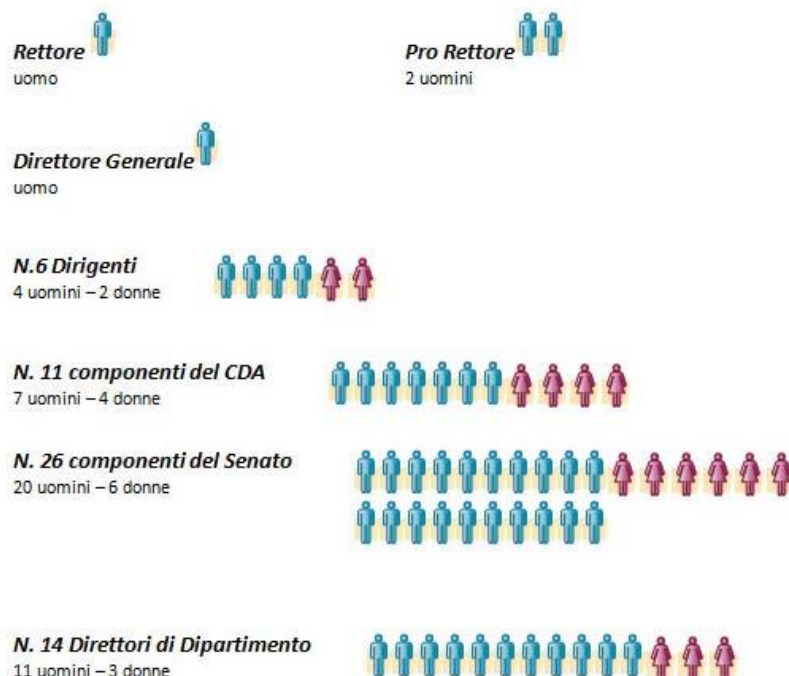 Rettore
uomo
Pro Rettore
2 uomini
Direttore Generale
uomo
N.6 Dirigenti
4 uomini – 2 donne
N. 11 componenti del CDA
7 uomini – 4 donne
N. 26 componenti del Senato
20 uomini – 6 donne
N. 14 Direttori di Dipartimento
11 uomini – 3 donne